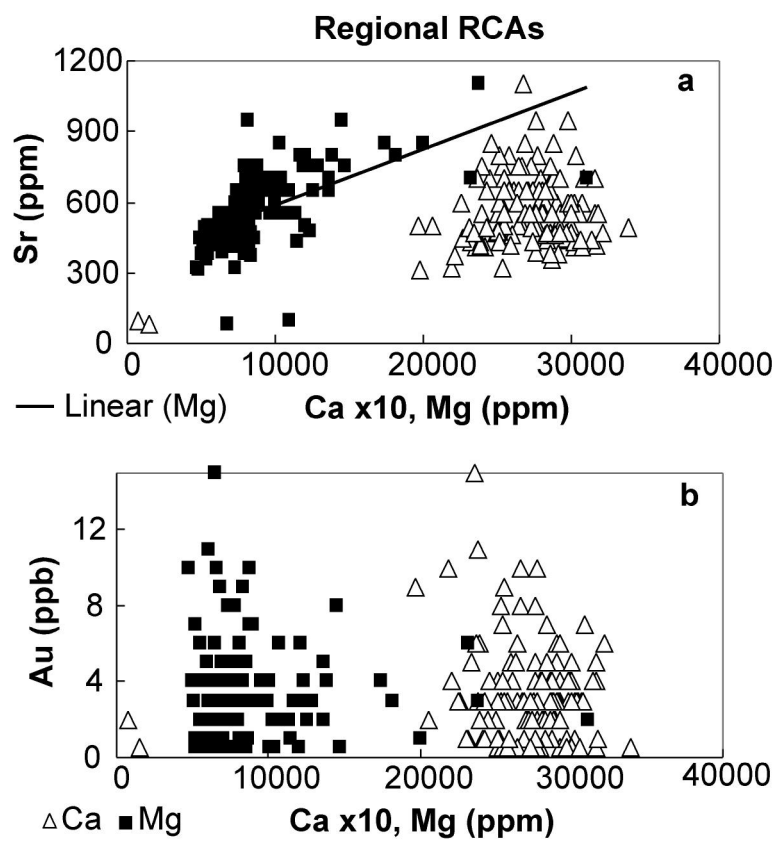 Regional RCAs
1200
a
900
Sr (ppm)
600
300
0
0 10000 20000 30000 40000
Linear (Mg) Ca x10, Mg (ppm)
b
12
Au (ppb)
8
4
0
0 10000 20000 30000 40000
Ca Mg Ca x10, Mg (ppm)